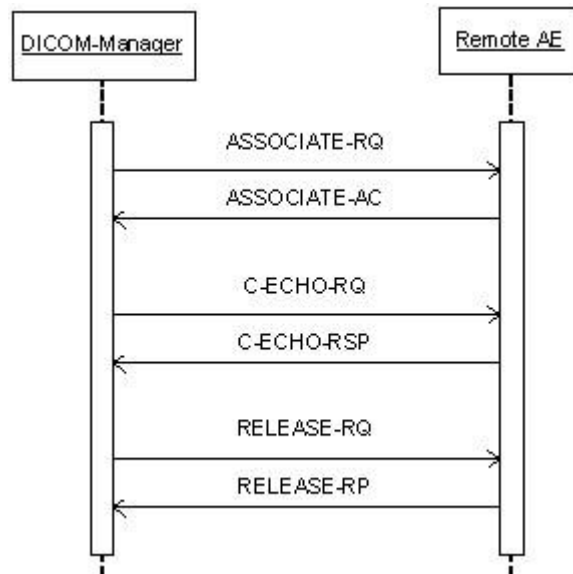 DICOM-Manager
Remote AE
ASSOCIATE-RQ
ASSOCIATE-AC
C-ECHO-RQ
C-ECHO-RSP
RELEASE-RQ
RELEASE-RP